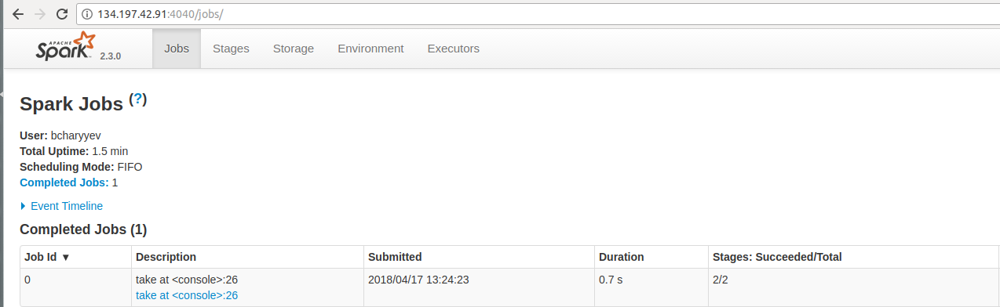 134.197.42.91:4040/jobs/
APACHE
Spark™ 2.3.0 Jobs Stages Storage Environment Executors
Spark Jobs (?)
User: bcharyyev
Total Uptime: 1.5 min
Scheduling Mode: FIFO
Completed Jobs: 1
Event Timeline
Completed Jobs (1)
Job Id ▼ Description Submitted Duration Stages: Succeeded/Total
0 take at <console>:26 2018/04/17 13:24:23 0.7 s 2/2
take at <console>:26